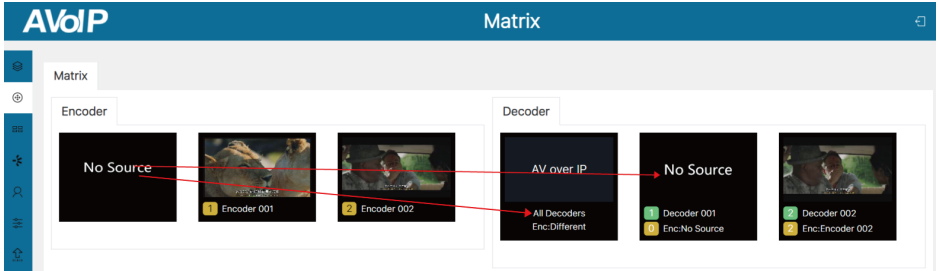 AVoIP
Matrix
Matrix
Encoder
No Source
1 Encoder 001
2 Encoder 002
Decoder
AV over IP
All Decoders
Enc:Different
No Source
1 Decoder 001
0 Enc:No Source
2 Decoder 002
2 Enc:Encoder 002